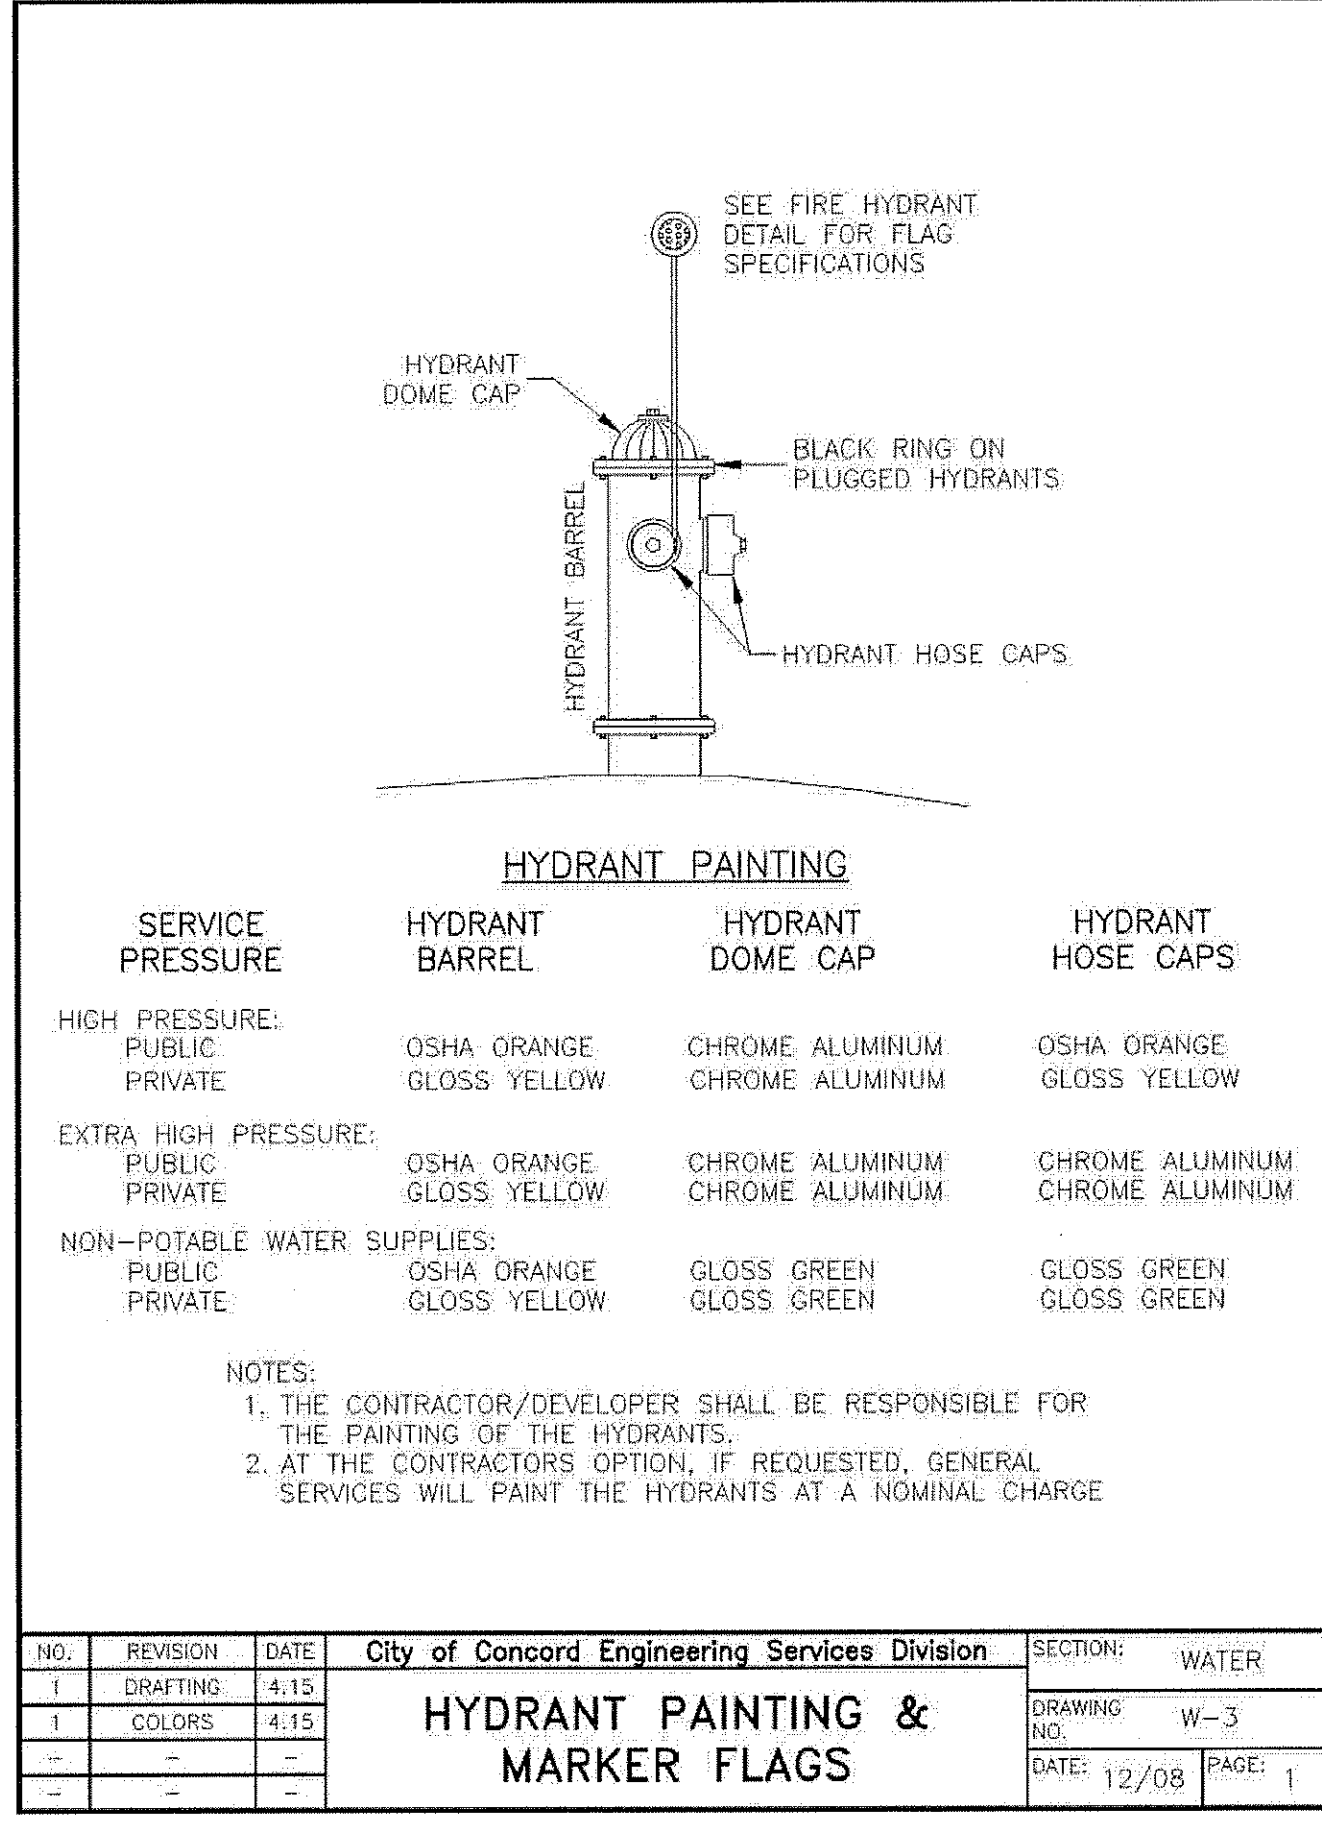 SEE FIRE HYDRANT
DETAIL FOR FLAG
SPECIFICATIONS
HYDRANT
DOME CAP
BLACK RING ON
PLUGGED HYDRANTS
HYDRANT BARREL
HYDRANT HOSE CAPS
HYDRANT PAINTING
SERVICE PRESSURE HYDRANT BARREL HYDRANT DOME CAP HYDRANT HOSE CAPS
HIGH PRESSURE:
PUBLIC OSHA ORANGE CHROME ALUMINUM OSHA ORANGE
PRIVATE GLOSS YELLOW CHROME ALUMINUM GLOSS YELLOW
EXTRA HIGH PRESSURE:
PUBLIC OSHA ORANGE CHROME ALUMINUM CHROME ALUMINUM
PRIVATE GLOSS YELLOW CHROME ALUMINUM CHROME ALUMINUM
NON-POTABLE WATER SUPPLIES:
PUBLIC OSHA ORANGE GLOSS GREEN GLOSS GREEN
PRIVATE GLOSS YELLOW GLOSS GREEN GLOSS GREEN
NOTES:
1. THE CONTRACTOR/DEVELOPER SHALL BE RESPONSIBLE FOR
THE PAINTING OF THE HYDRANTS.
2. AT THE CONTRACTORS OPTION, IF REQUESTED, GENERAL
SERVICES WILL PAINT THE HYDRANTS AT A NOMINAL CHARGE
NO. REVISION DATE
1 DRAFTING 4.15
1 COLORS 4.15
- - -
- - -
City of Concord Engineering Services Division
HYDRANT PAINTING &
MARKER FLAGS
SECTION: WATER
DRAWING NO. W-3
DATE: 12/08 PAGE: 1